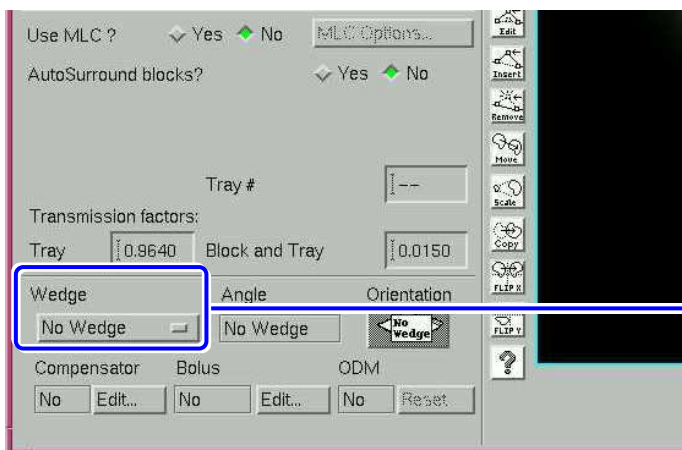 Use MLC ? Yes No MLC Options...
AutoSurround blocks? Yes No
Tray # --
Transmission factors:
Tray 0.9640 Block and Tray 0.0150
Wedge Angle Orientation
No Wedge No Wedge No Wedge
Compensator Bolus ODM
No Edit... No Edit... No Reset
Edit
Insert
Remove
Move
Scale
Copy
FLIP X
FLIP Y
?